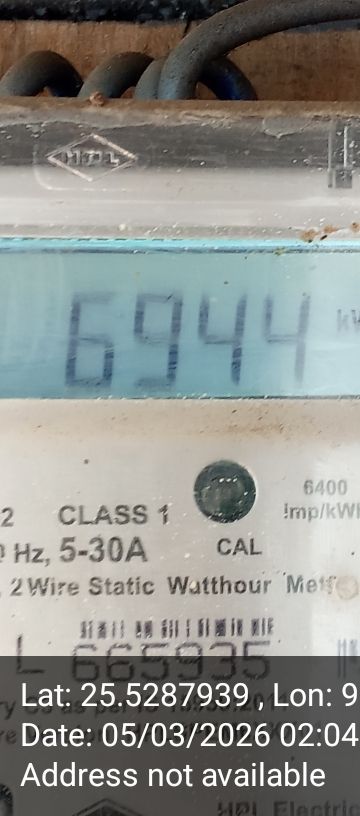 HPL
6944
kW
2 CLASS 1
6400
imp/kWh
Hz, 5-30A
CAL
2 Wire Static Watthour
L 665935
Lat: 25.5287939 , Lon: 9
Date: 05/03/2026 02:04
Address not available
HPL Electric